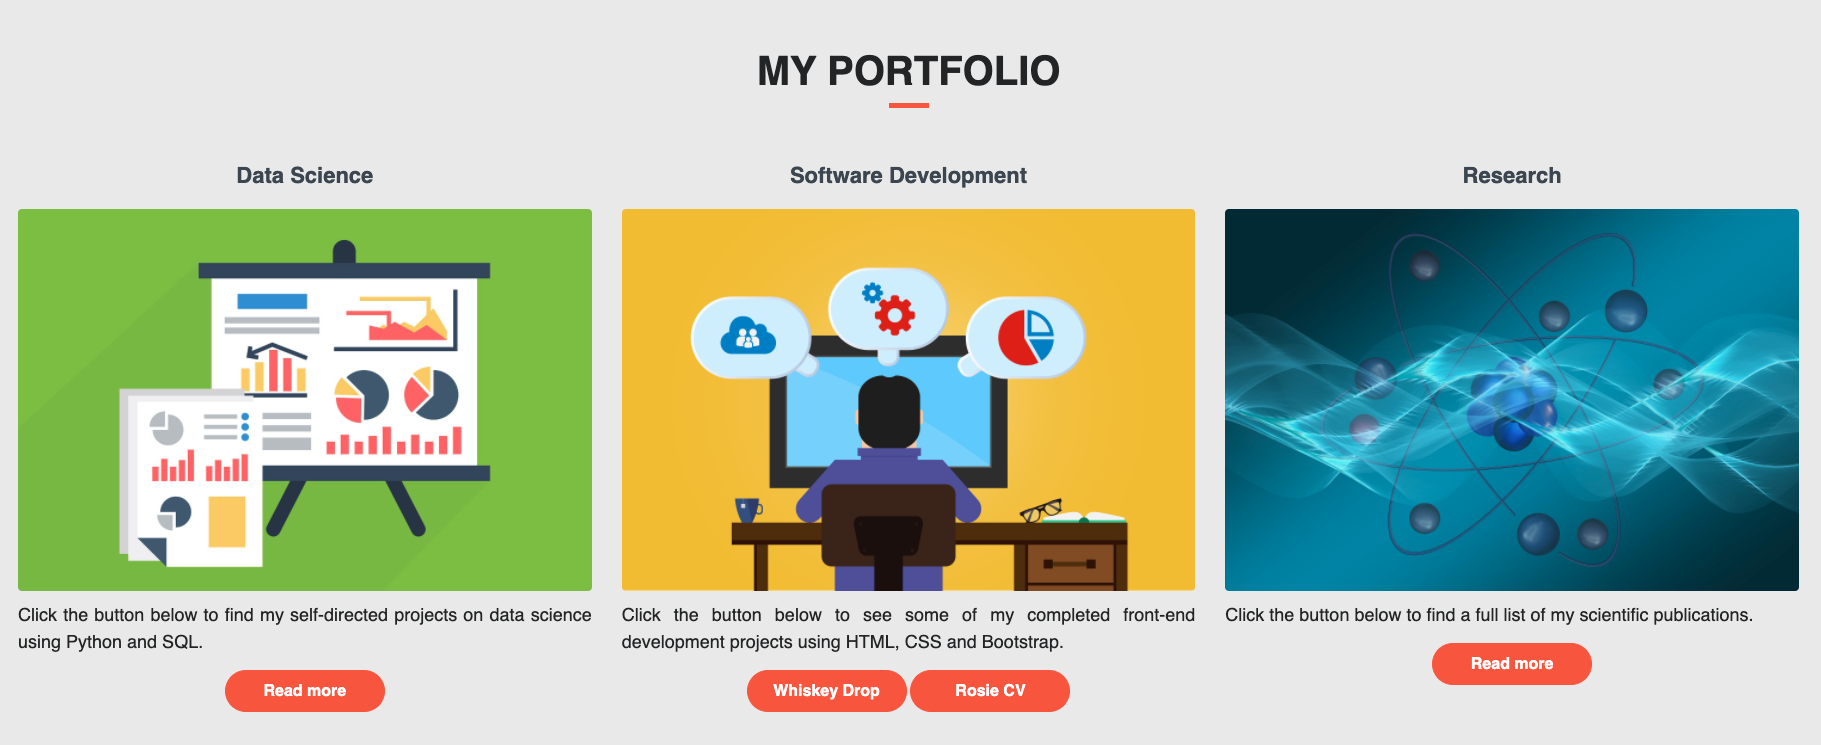 MY PORTFOLIO
Data Science
Click the button below to find my self-directed projects on data science
using Python and SQL.
Read more
Software Development
Click the button below to see some of my completed front-end
development projects using HTML, CSS and Bootstrap.
Whiskey Drop
Rosie CV
Research
Click the button below to find a full list of my scientific publications.
Read more